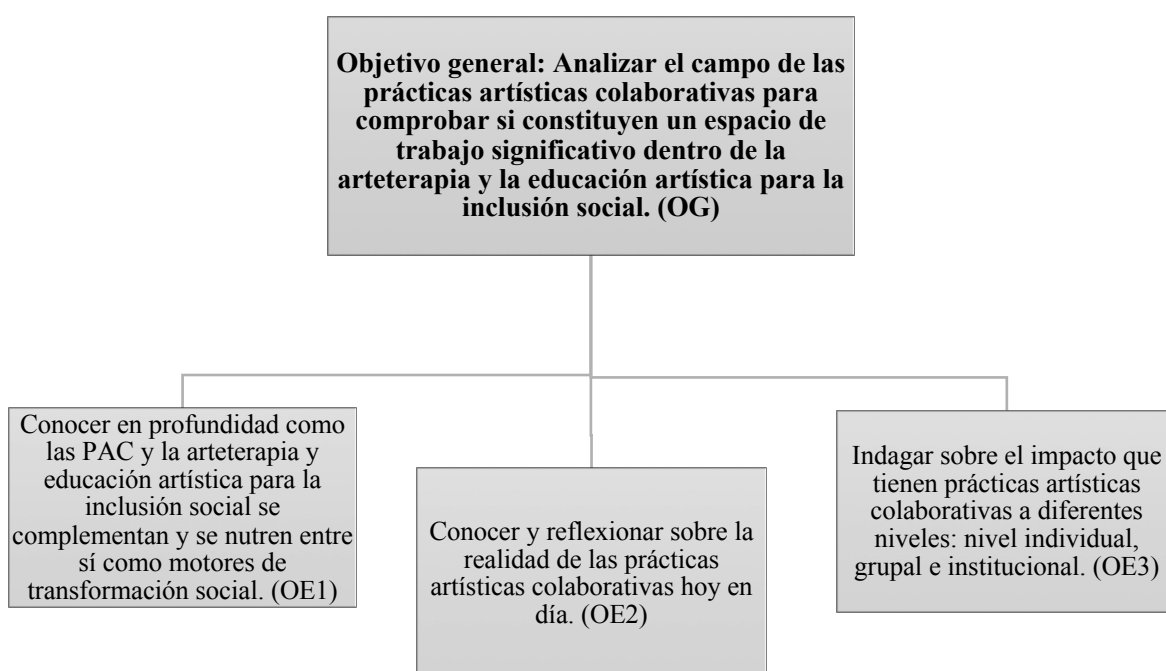 Objetivo general: Analizar el campo de las
prácticas artísticas colaborativas para
comprobar si constituyen un espacio de
trabajo significativo dentro de la
arteterapia y la educación artística para la
inclusión social. (OG)
Conocer en profundidad como
las PAC y la arteterapia y
educación artística para la
inclusión social se
complementan y se nutren entre
sí como motores de
transformación social. (OE1)
Conocer y reflexionar sobre la
realidad de las prácticas
artísticas colaborativas hoy en
día. (OE2)
Indagar sobre el impacto que
tienen prácticas artísticas
colaborativas a diferentes
niveles: nivel individual,
grupal e institucional. (OE3)